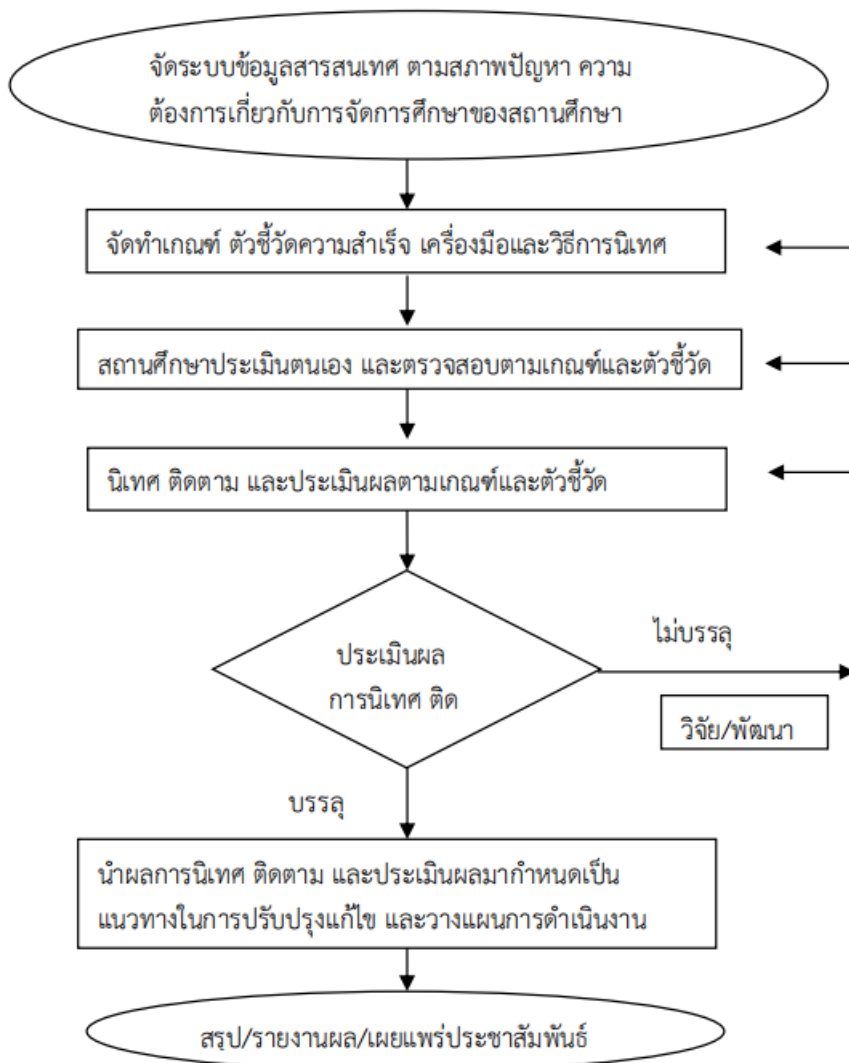 จัดระบบข้อมูลสารสนเทศ ตามสภาพปัญหา ความ
ต้องการเกี่ยวกับการจัดการศึกษาของสถานศึกษา
จัดทำเกณฑ์ ตัวชี้วัดความสำเร็จ เครื่องมือและวิธีการนิเทศ
สถานศึกษาประเมินตนเอง และตรวจสอบตามเกณฑ์และตัวชี้วัด
นิเทศ ติดตาม และประเมินผลตามเกณฑ์และตัวชี้วัด
ประเมินผล
การนิเทศ ติด
ไม่บรรลุ
วิจัย/พัฒนา
บรรลุ
นำผลการนิเทศ ติดตาม และประเมินผลมากำหนดเป็น
แนวทางในการปรับปรุงแก้ไข และวางแผนการดำเนินงาน
สรุป/รายงานผล/เผยแพร่ประชาสัมพันธ์